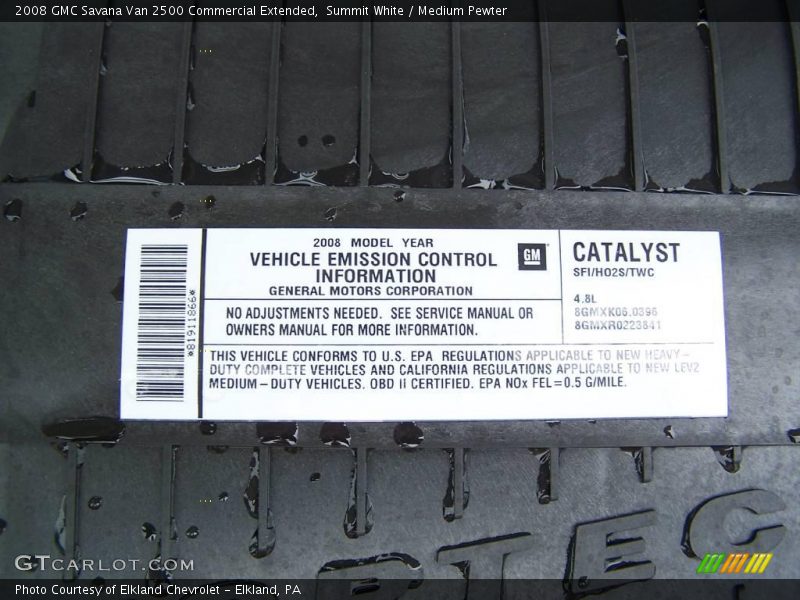 2008 GMC Savana Van 2500 Commercial Extended,  Summit White / Medium Pewter
*81911866*
2008 MODEL YEAR
VEHICLE EMISSION CONTROL
INFORMATION
GENERAL MOTORS CORPORATION
GM
CATALYST
SFI/HO2S/TWC
4.8L
8GMXK06.0396
8GMXR0223841
NO ADJUSTMENTS NEEDED. SEE SERVICE MANUAL OR
OWNERS MANUAL FOR MORE INFORMATION.
THIS VEHICLE CONFORMS TO U.S. EPA REGULATIONS APPLICABLE TO NEW HEAVY-
DUTY COMPLETE VEHICLES AND CALIFORNIA REGULATIONS APPLICABLE TO NEW LEV2
MEDIUM-DUTY VEHICLES. OBD II CERTIFIED. EPA NOx FEL=0.5 G/MILE.
TEC
GTCARLOT.COM
Photo Courtesy of Elkland Chevrolet - Elkland, PA